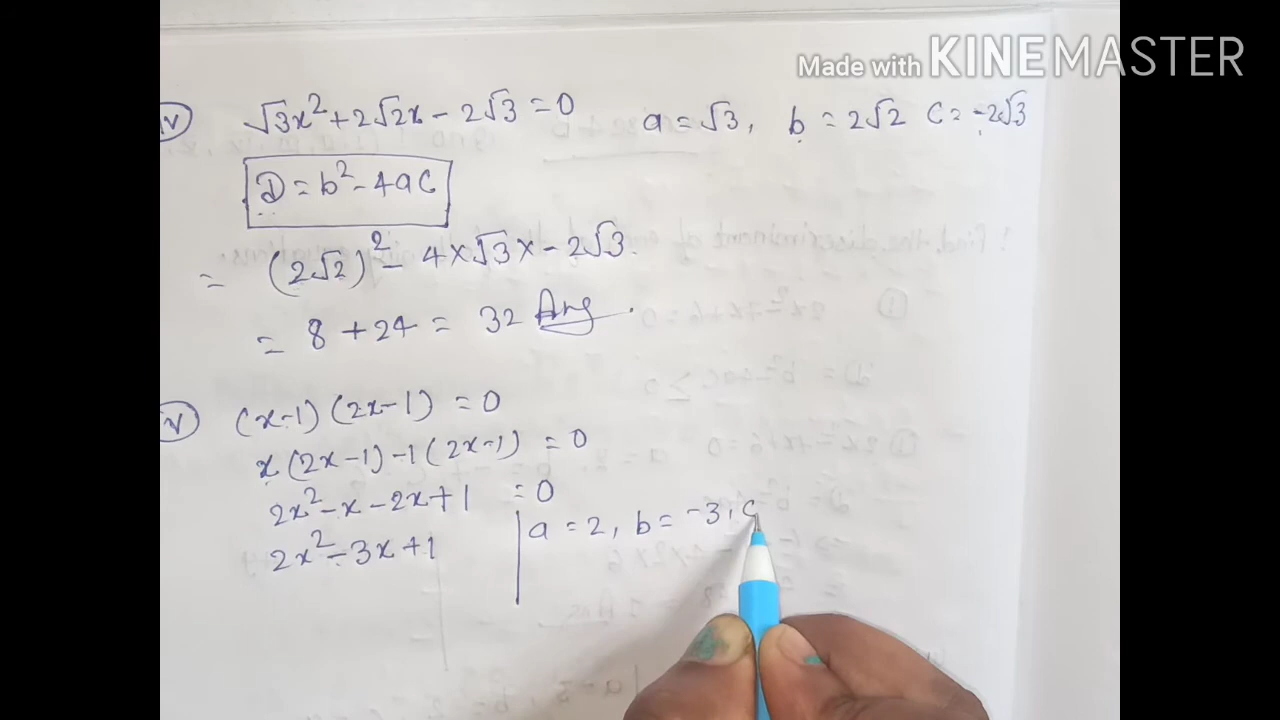 Made with KINEMASTER
iv) √3x² + 2√2x - 2√3 = 0 a = √3, b = 2√2 C = -2√3
D = b² - 4ac
= (2√2)² - 4×√3×-2√3
= 8 + 24 = 32 Ans
v) (x-1) (2x-1) = 0
x(2x-1) -1(2x-1) = 0
2x² - x - 2x + 1 = 0
2x² - 3x + 1 a = 2, b = -3, c